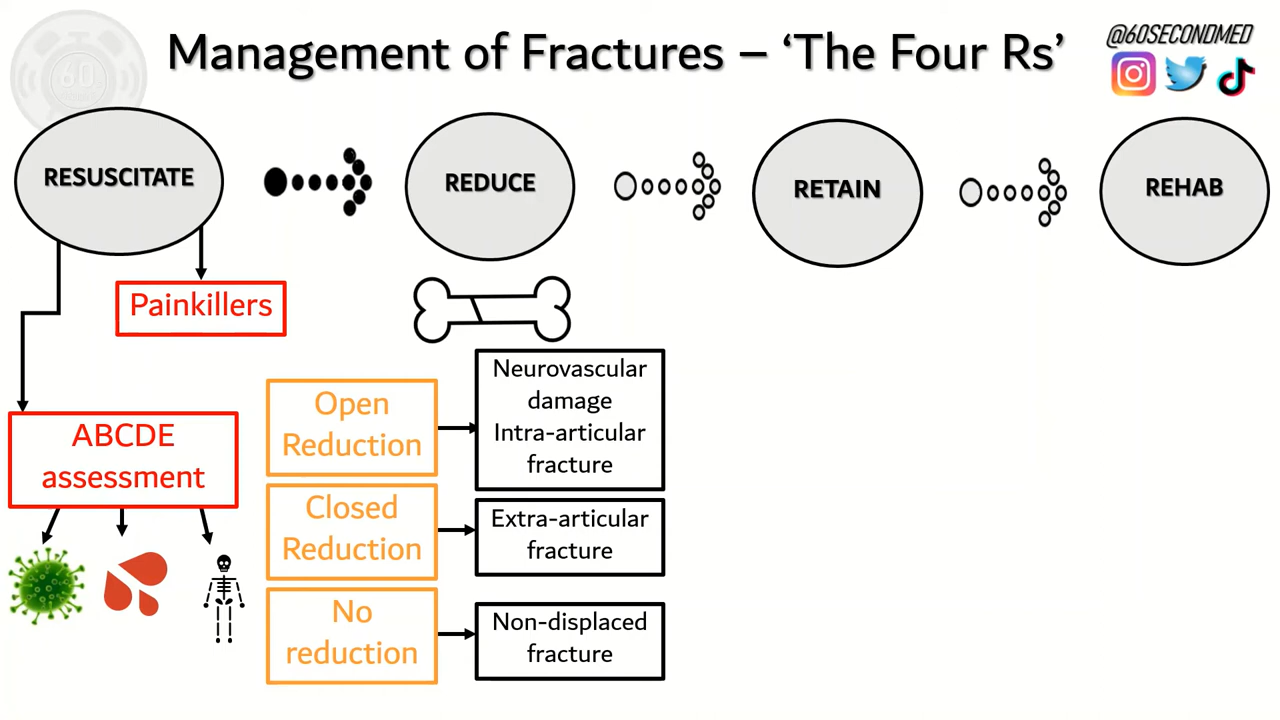 Management of Fractures – ‘The Four Rs’
@60SECONDMED
60
RESUSCITATE
REDUCE
RETAIN
REHAB
Painkillers
ABCDE
assessment
Open
Reduction
Neurovascular
damage
Intra-articular
fracture
Closed
Reduction
Extra-articular
fracture
No
reduction
Non-displaced
fracture